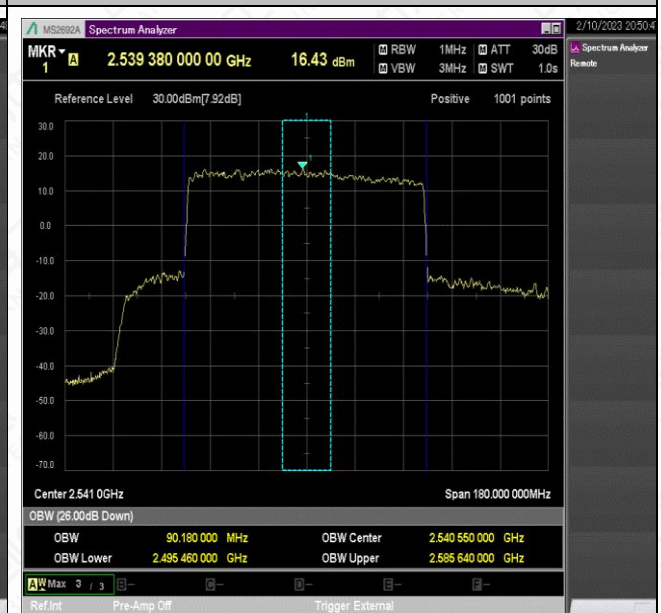 MS2692A Spectrum Analyzer
2/10/2023 20:50:4
MKR 1 A 2.539 380 000 00 GHz 16.43 dBm
M RBW 1MHz M ATT 30dB
M VBW 3MHz M SWT 1.0s
Spectrum Analyzer
Remote
Reference Level 30.00dBm[7.92dB] Positive 1001 points
30.0
20.0
10.0
0.0
-10.0
-20.0
-30.0
-40.0
-50.0
-60.0
-70.0
1
1
Center 2.541 0GHz Span 180.000 000MHz
OBW (26.00dB Down)
OBW 90.180 000 MHz OBW Center 2.540 550 000 GHz
OBW Lower 2.495 460 000 GHz OBW Upper 2.585 640 000 GHz
A W Max 3 / 3 B- C- D- E- F-
Ref.Int Pre-Amp Off Trigger External